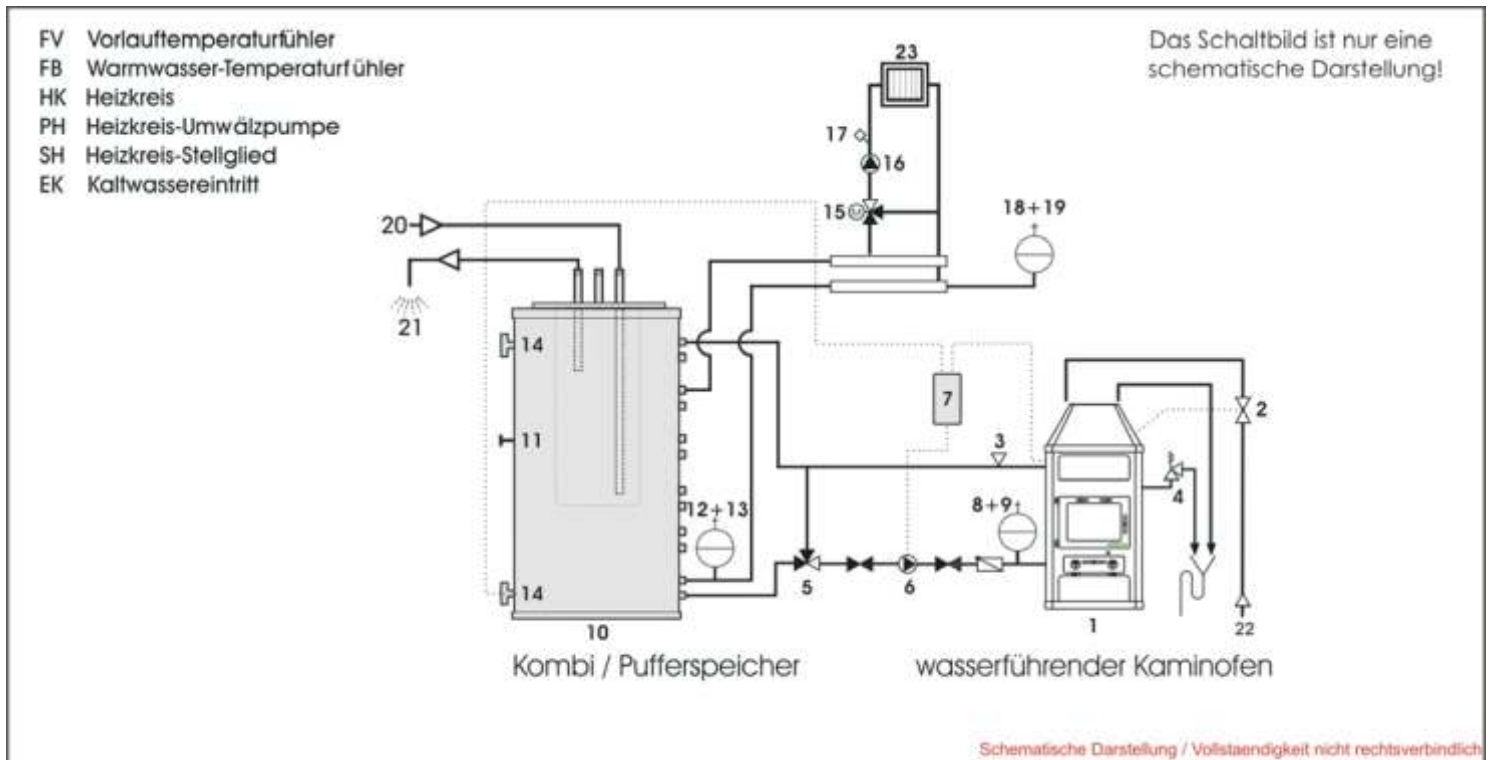 FV Vorlauftemperaturfühler
FB Warmwasser-Temperaturfühler
HK Heizkreis
PH Heizkreis-Umwälzpumpe
SH Heizkreis-Stellglied
EK Kaltwassereintritt
Das Schaltbild ist nur eine
schematische Darstellung!
23
17
16
15
18+19
20
21
14
7
2
3
11
4
12+13
8+9
14
5
6
10
1
22
Kombi / Pufferspeicher
wasserführender Kaminofen
Schematische Darstellung / Vollstaendigkeit nicht rechtsverbindlich